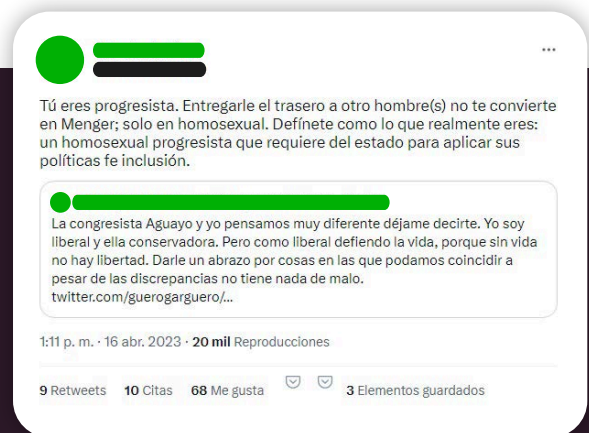 Tú eres progresista. Entregarle el trasero a otro hombre(s) no te convierte
en Menger; solo en homosexual. Defínete como lo que realmente eres:
un homosexual progresista que requiere del estado para aplicar sus
políticas fe inclusión.
La congresista Aguayo y yo pensamos muy diferente déjame decirte. Yo soy
liberal y ella conservadora. Pero como liberal defiendo la vida, porque sin vida
no hay libertad. Darle un abrazo por cosas en las que podamos coincidir a
pesar de las discrepancias no tiene nada de malo.
twitter.com/guerogarguero/...
1:11 p. m. · 16 abr. 2023 · 20 mil Reproducciones
9 Retweets 10 Citas 68 Me gusta 3 Elementos guardados